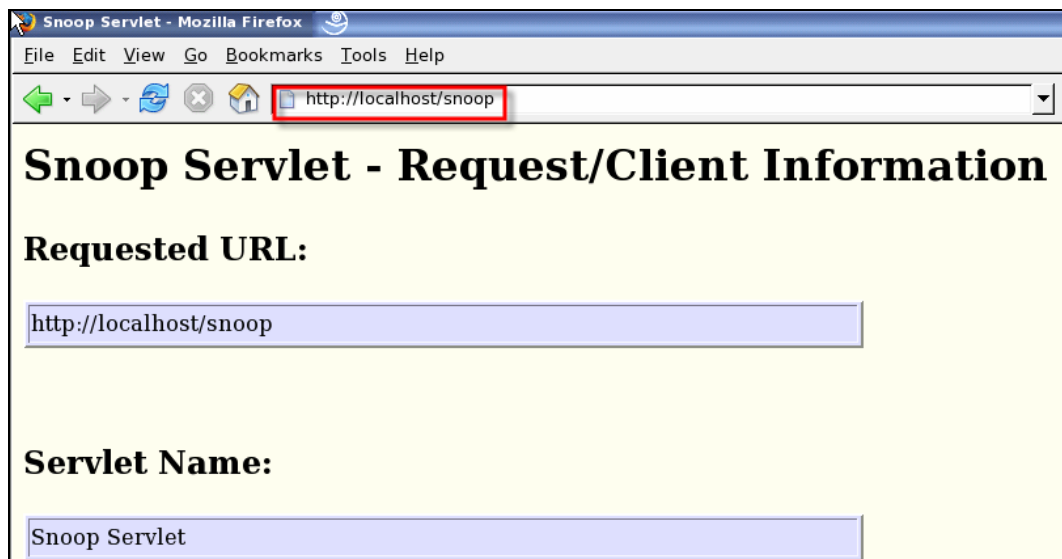 Snoop Servlet - Mozilla Firefox
File Edit View Go Bookmarks Tools Help
http://localhost/snoop
Snoop Servlet - Request/Client Information
Requested URL:
http://localhost/snoop
Servlet Name:
Snoop Servlet